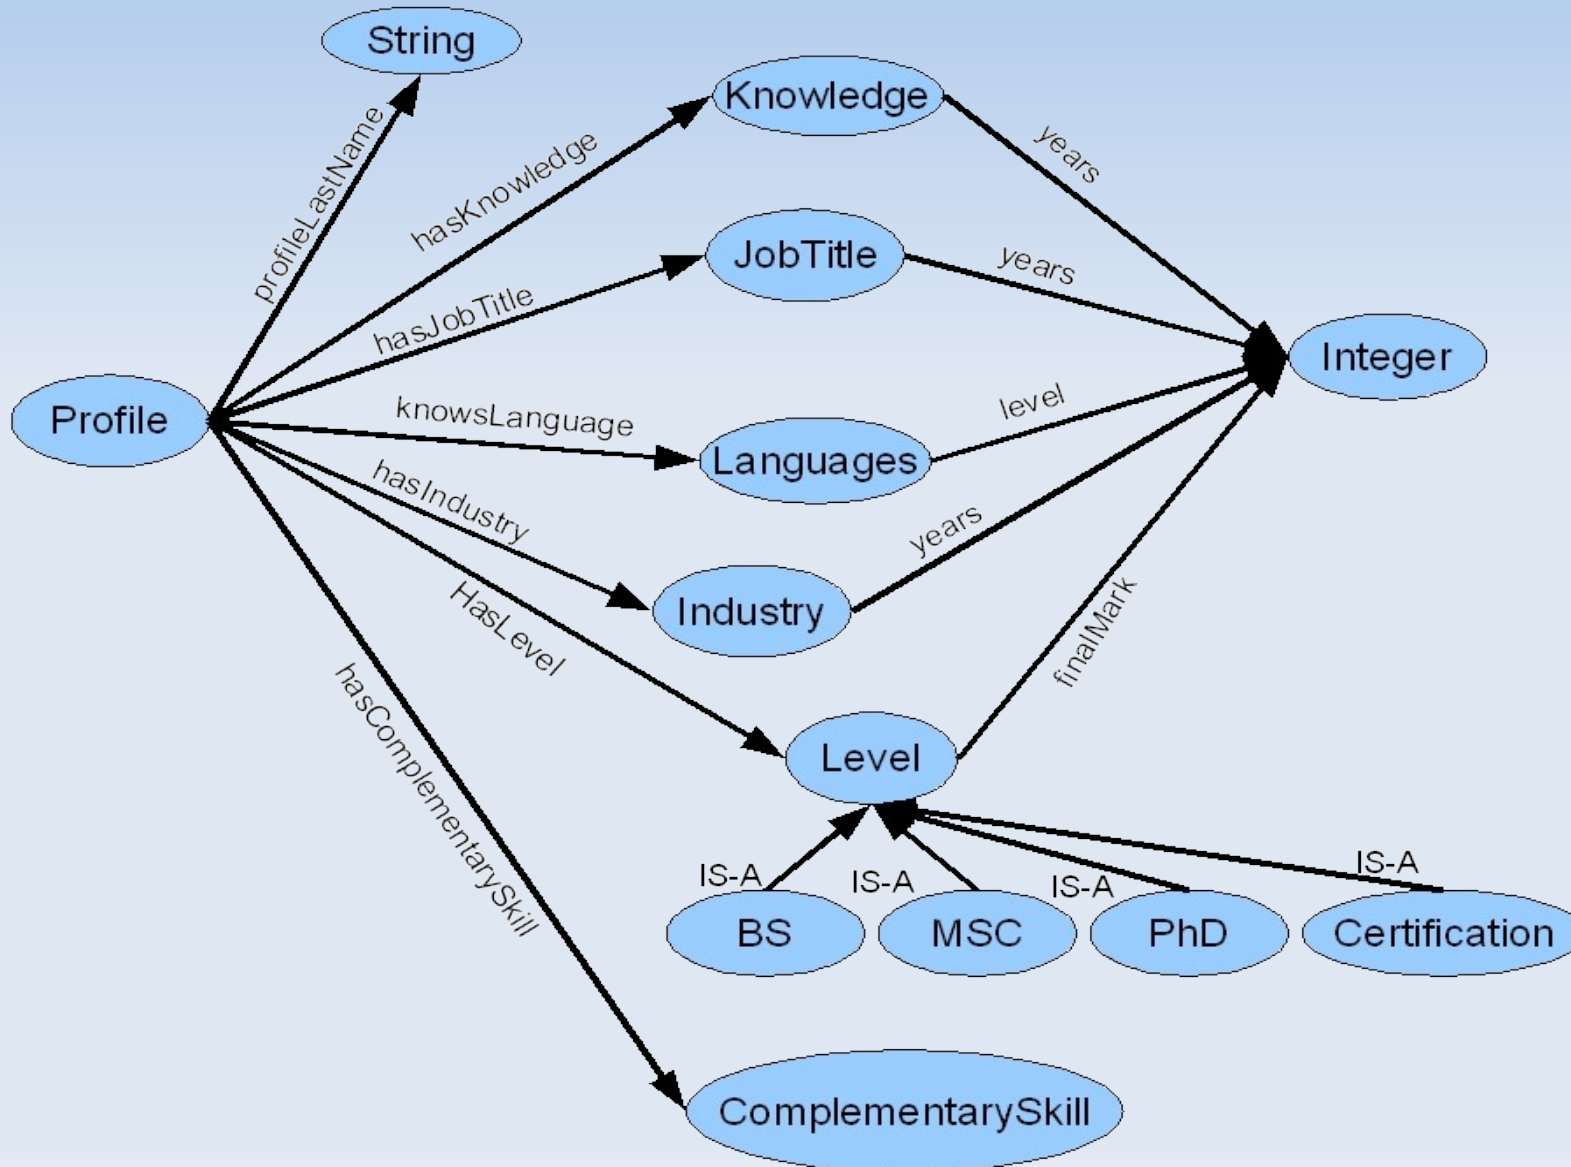 String
Knowledge
years
profileLastName
hasKnowledge
JobTitle
years
hasJobTitle
Integer
Profile
knowsLanguage
level
Languages
hasIndustry
years
Industry
HasLevel
finalMark
hasComplementarySkill
Level
IS-A
IS-A
IS-A
IS-A
BS
MSC
PhD
Certification
ComplementarySkill